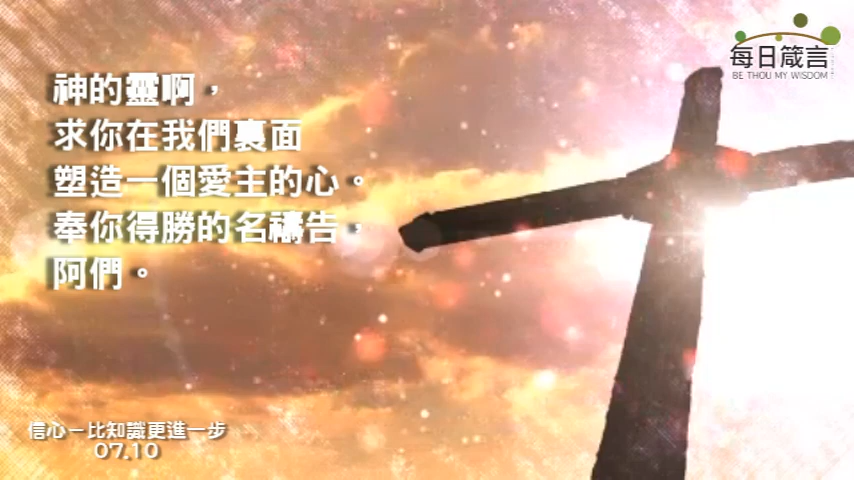 每日箴言
BE THOU MY WISDOM
神的靈啊，
求你在我們裏面
塑造一個愛主的心。
奉你得勝的名禱告，
阿們。
信心－比知識更進一步
07.10